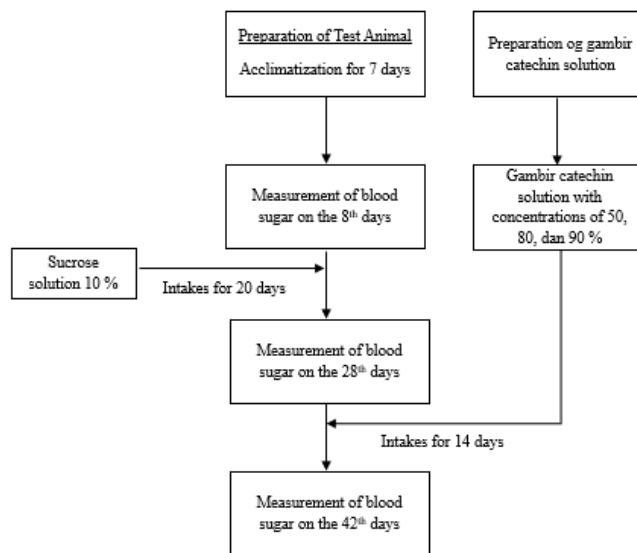 Preparation of Test Animal
Acclimatization for 7 days
Preparation og gambir
catechin solution
Measurement of blood
sugar on the 8th days
Gambir catechin
solution with
concentrations of 50,
80, dan 90 %
Sucrose
solution 10 %
Intakes for 20 days
Measurement of blood
sugar on the 28th days
Intakes for 14 days
Measurement of blood
sugar on the 42th days